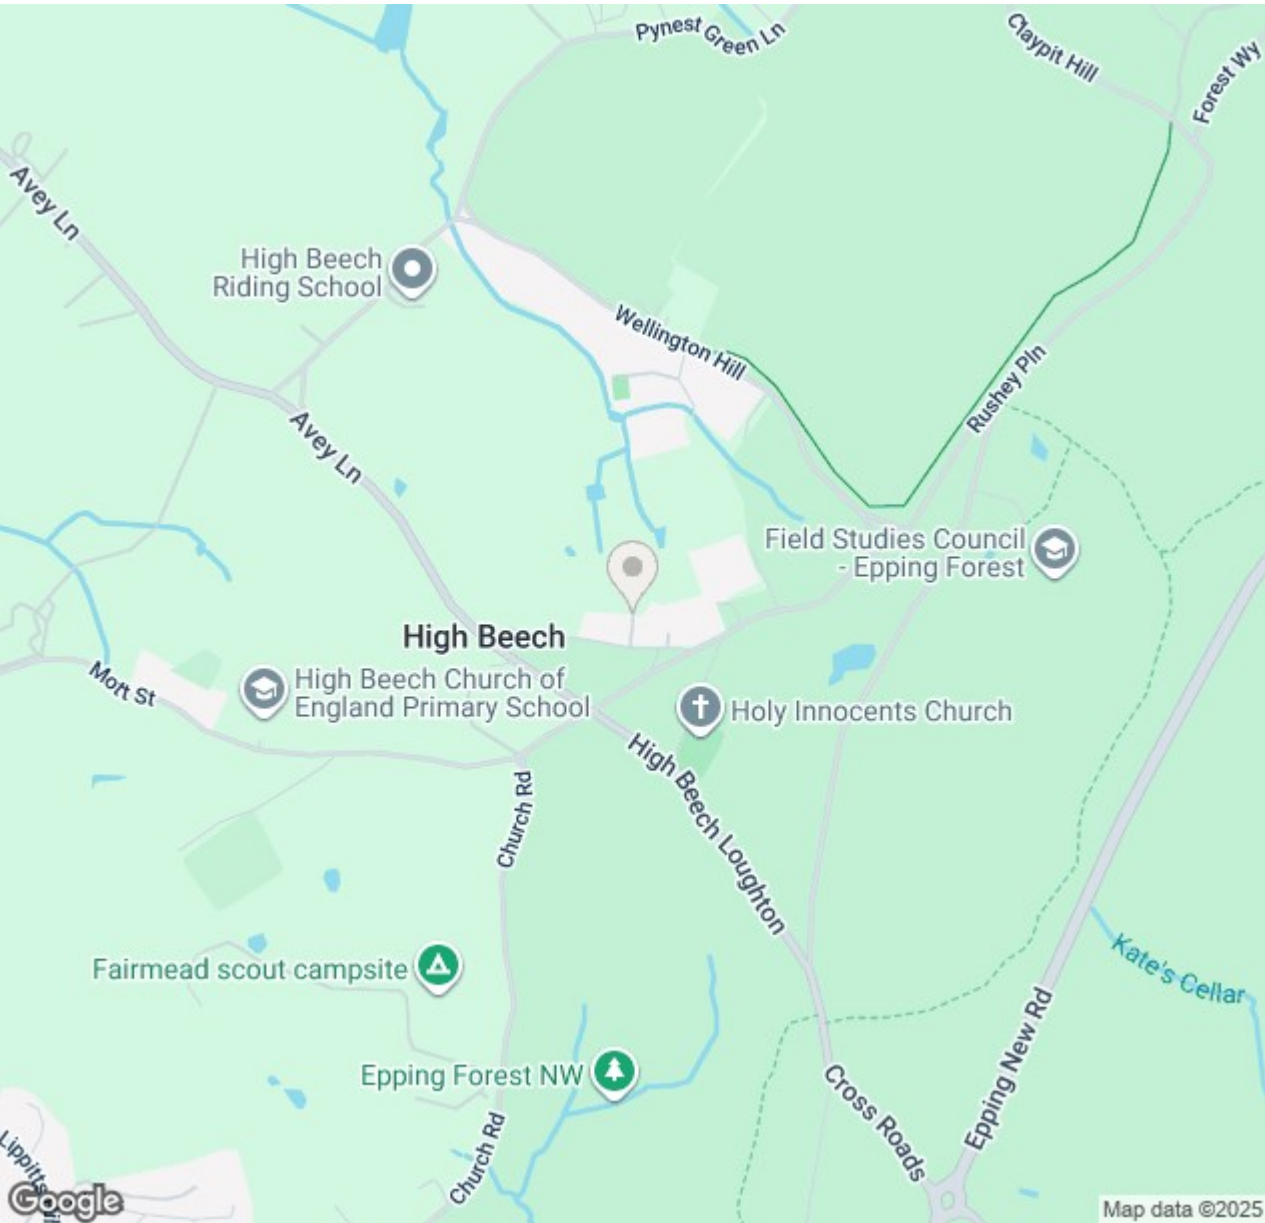 Pynest Green Ln
Claypit Hill
Forest Wy
Avey Ln
High Beech
Riding School
Wellington Hill
Rushey Pln
Avey Ln
Field Studies Council
- Epping Forest
High Beech
Mott St
High Beech Church of
England Primary School
Holy Innocents Church
High Beech Loughton
Church Rd
Fairmead scout campsite
Kate's Cellar
Epping New Rd
Epping Forest NW
Cross Roads
Church Rd
Google
Map data ©2025